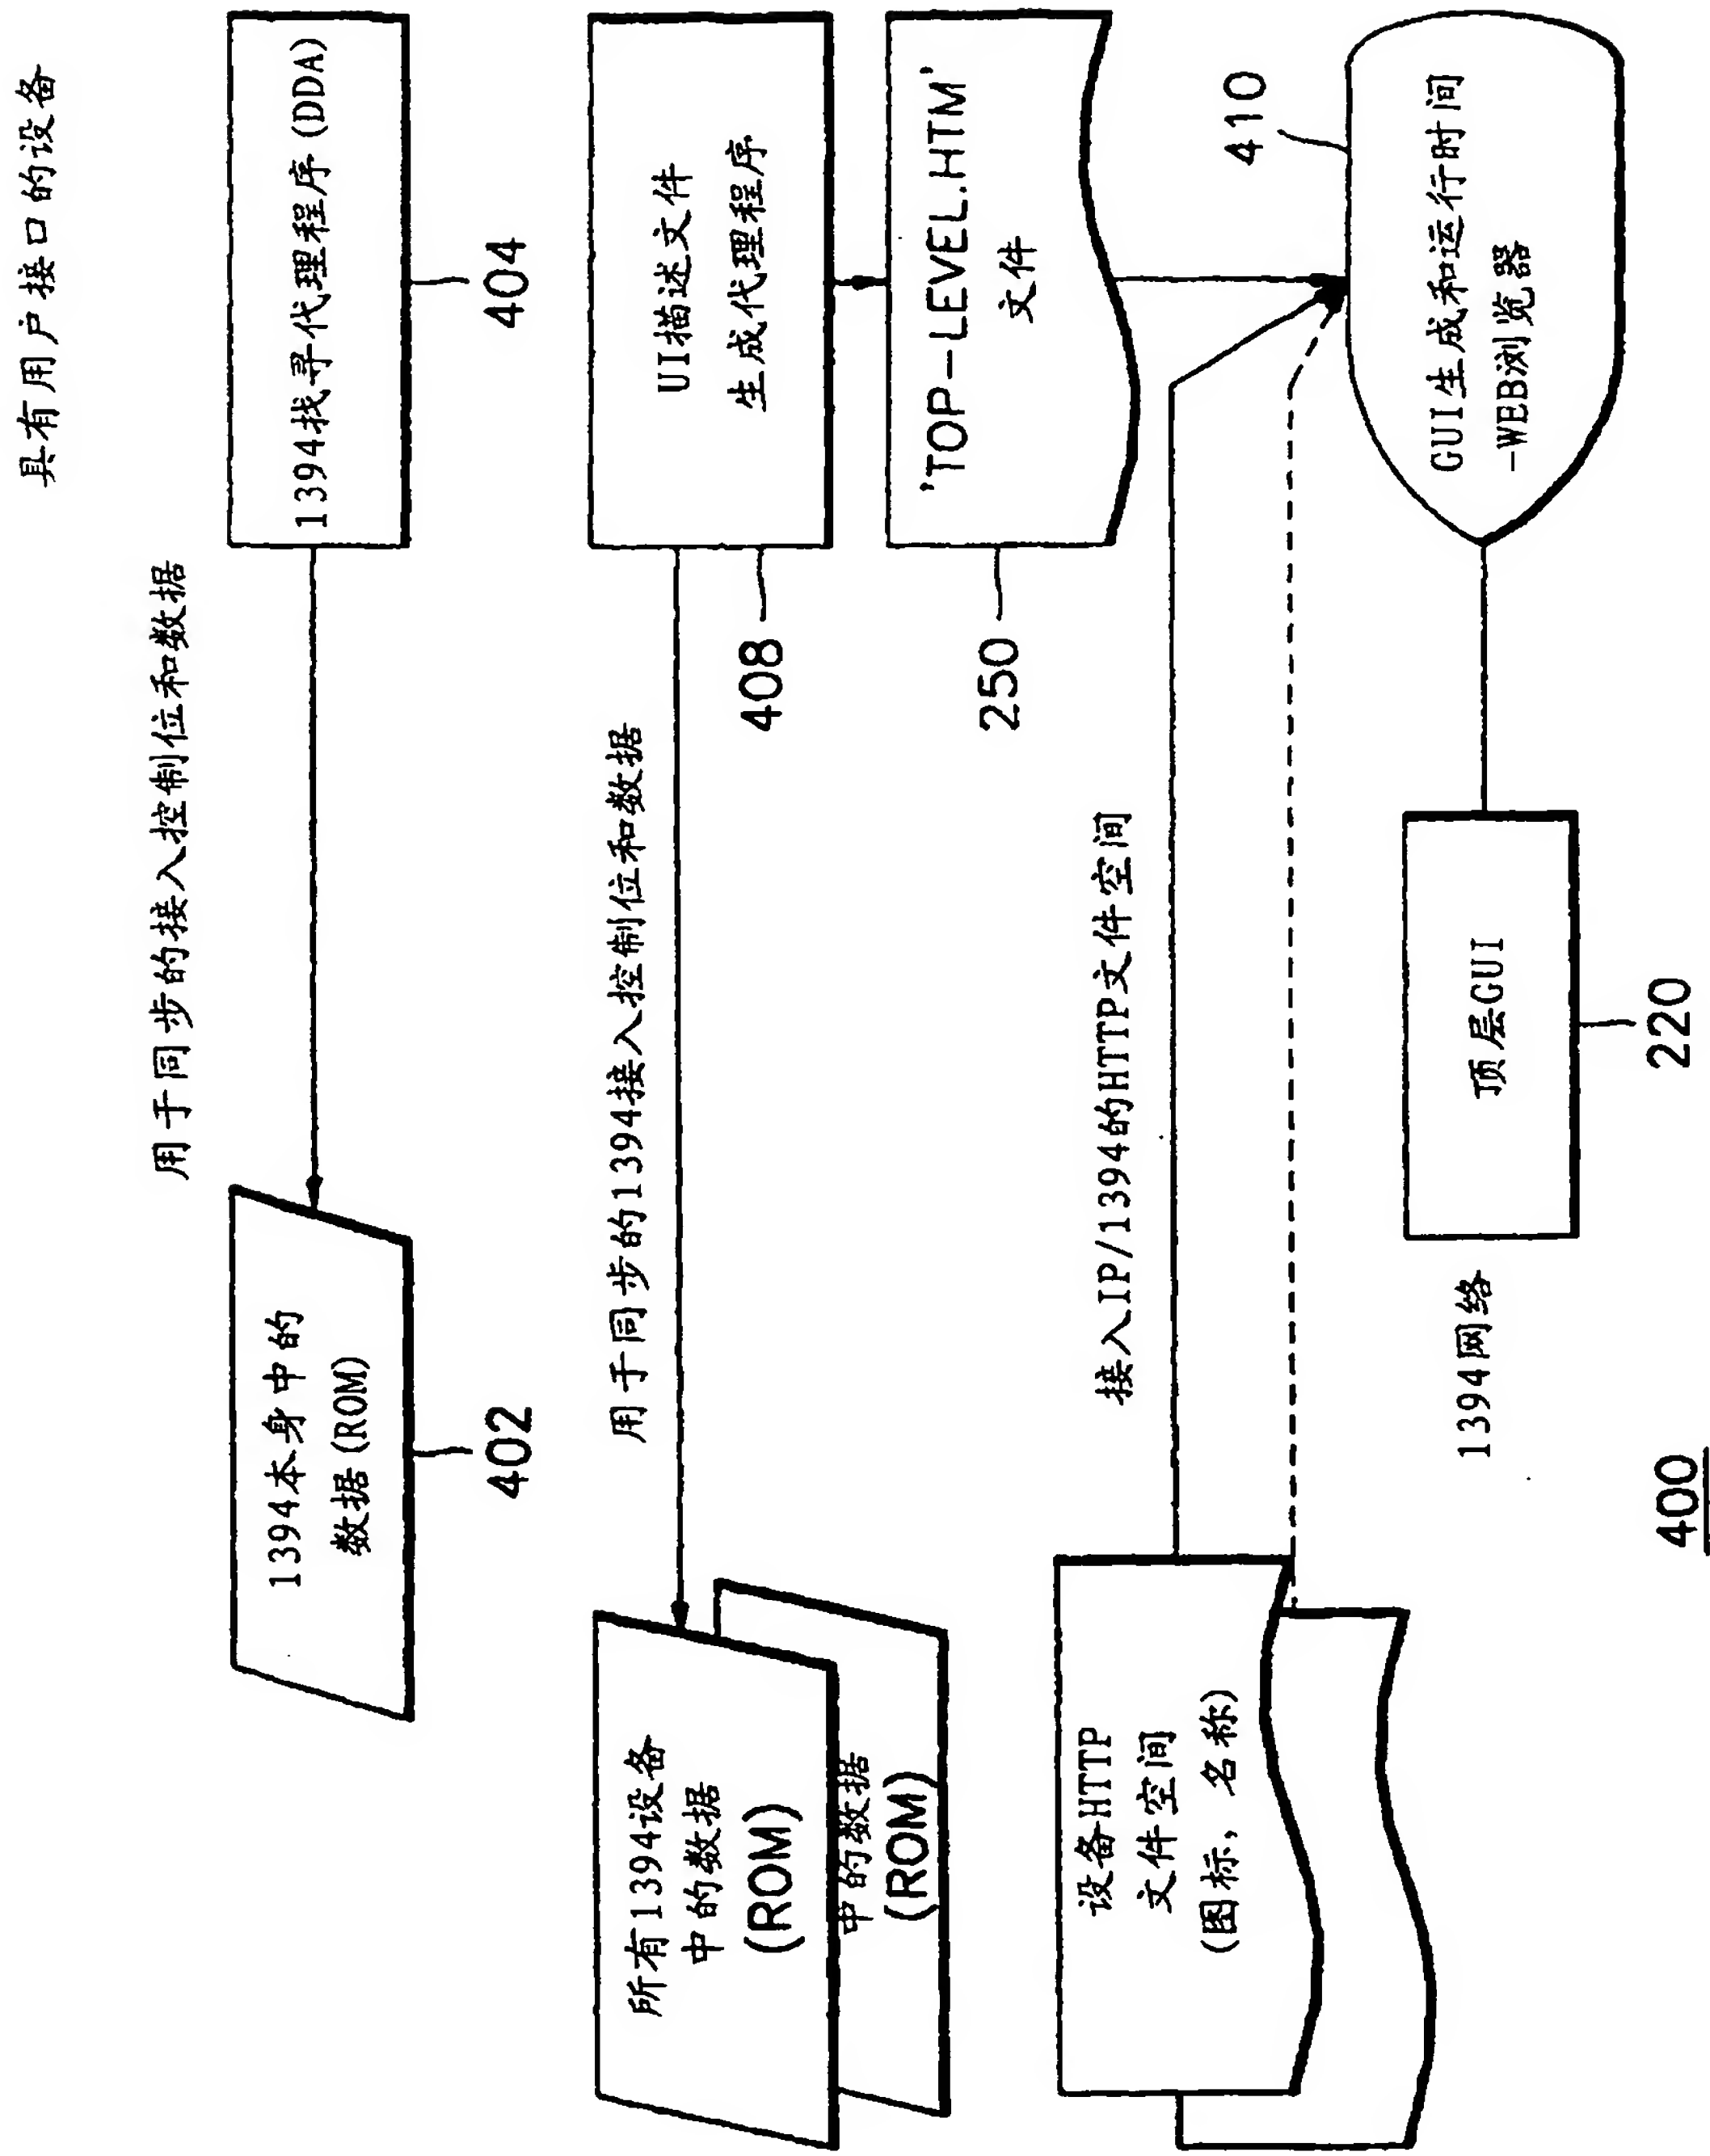 具有用户接口的设备
用于同步的接入控制位和数据
1394找寻代理程序(DDA)
404
1394本身中的
数据(ROM)
402
用于同步的1394接入控制位和数据
UI描述文件
生成代理程序
408
所有1394设备
中的数据
(ROM)
中的数据
(ROM)
'TOP-LEVEL.HTM'
文件
250
接入IP/1394的HTTP文件空间
设备HTTP
文件空间
(图标, 名称)
410
GUI生成和运行时间
-WEB浏览器
顶层GUI
220
1394网络
400